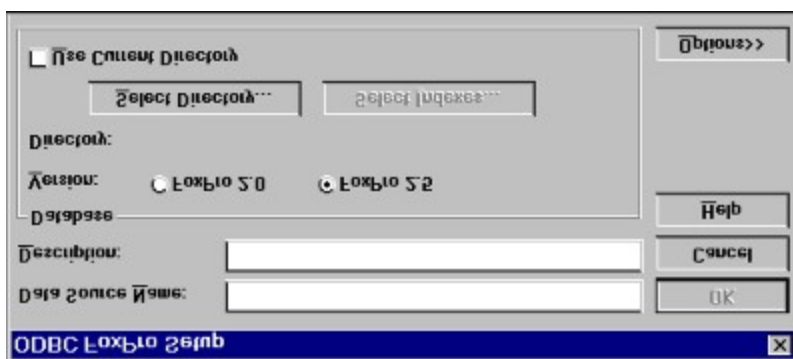 ODBC FoxPro Setup
Data Source Name:
OK
Description:
Cancel
Database
Help
Version:
FoxPro 2.0
FoxPro 2.5
Directory:
Select Directory...
Select Indexes...
Use Current Directory
Options>>